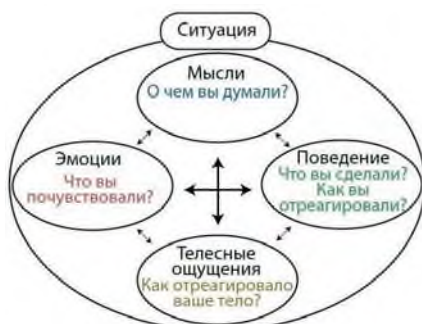 Ситуация
Мысли
О чем вы думали?
Эмоции
Что вы
почувствовали?
Поведение
Что вы сделали?
Как вы
отреагировали?
Телесные
ощущения
Как отреагировало
ваше тело?